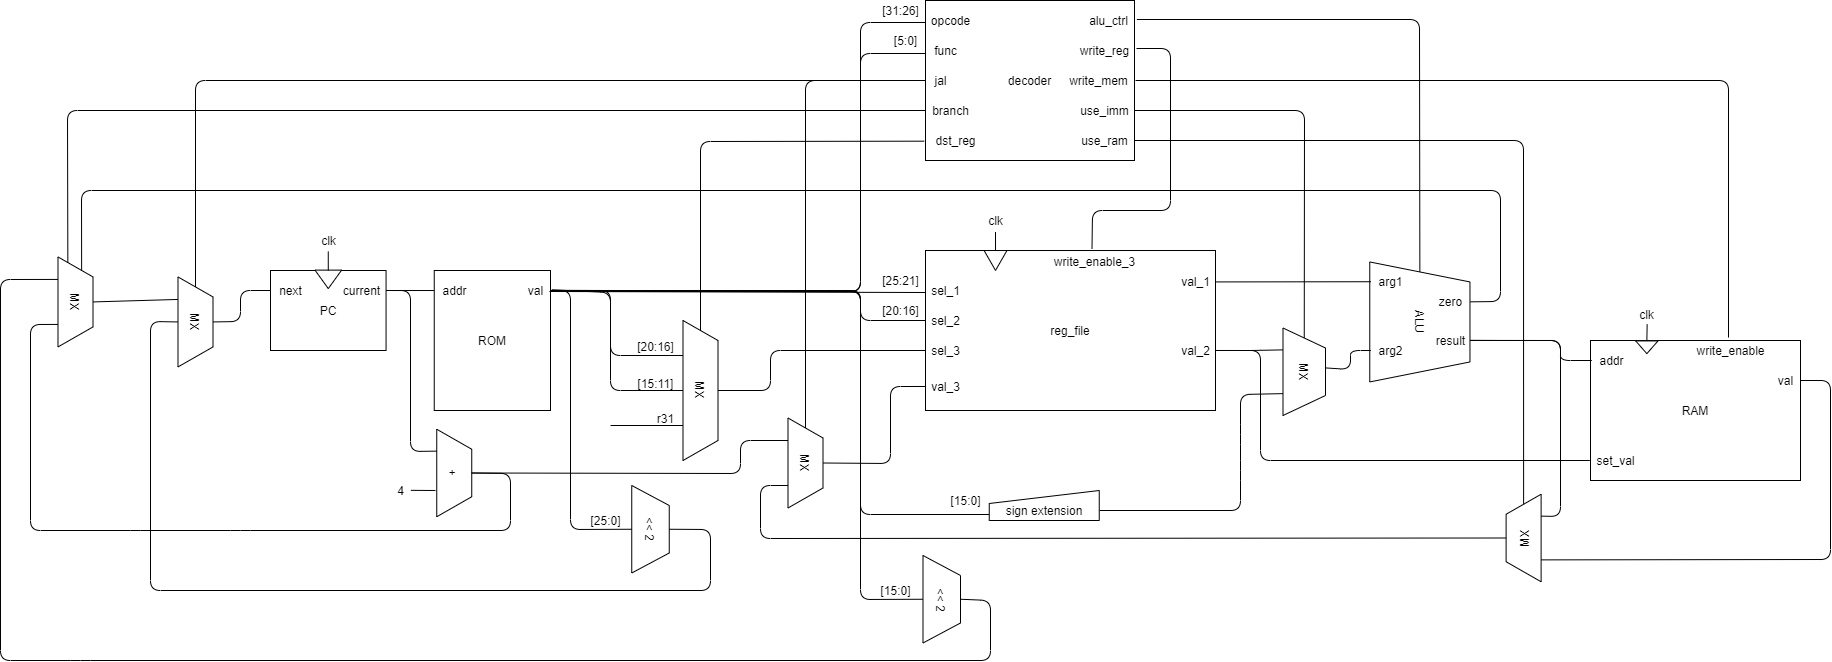 [31:26]
opcode
alu_ctrl
[5:0]
func
write_reg
jal
decoder
write_mem
branch
use_imm
dst_reg
use_ram
clk
clk
write_enable_3
MX
MX
next
current
PC
addr
val
ROM
[25:21]
sel_1
val_1
arg1
[20:16]
sel_2
reg_file
zero
ALU
clk
[20:16]
sel_3
val_2
arg2
result
MX
addr
write_enable
[15:11]
MX
val_3
val
r31
RAM
+
MX
set_val
4
[15:0]
sign extension
[25:0]
<< 2
MX
[15:0]
<< 2